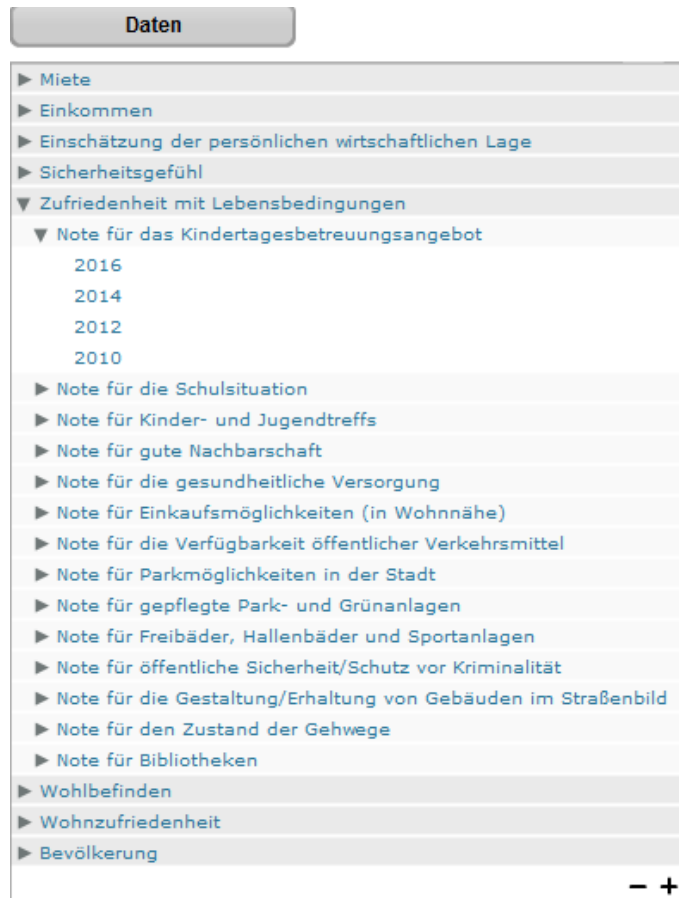 Daten
Miete
Einkommen
Einschätzung der persönlichen wirtschaftlichen Lage
Sicherheitsgefühl
Zufriedenheit mit Lebensbedingungen
Note für das Kindertagesbetreuungsangebot
2016
2014
2012
2010
Note für die Schulsituation
Note für Kinder- und Jugendtreffs
Note für gute Nachbarschaft
Note für die gesundheitliche Versorgung
Note für Einkaufsmöglichkeiten (in Wohnnähe)
Note für die Verfügbarkeit öffentlicher Verkehrsmittel
Note für Parkmöglichkeiten in der Stadt
Note für gepflegte Park- und Grünanlagen
Note für Freibäder, Hallenbäder und Sportanlagen
Note für öffentliche Sicherheit/Schutz vor Kriminalität
Note für die Gestaltung/Erhaltung von Gebäuden im Straßenbild
Note für den Zustand der Gehwege
Note für Bibliotheken
Wohlbefinden
Wohnzufriedenheit
Bevölkerung
− +